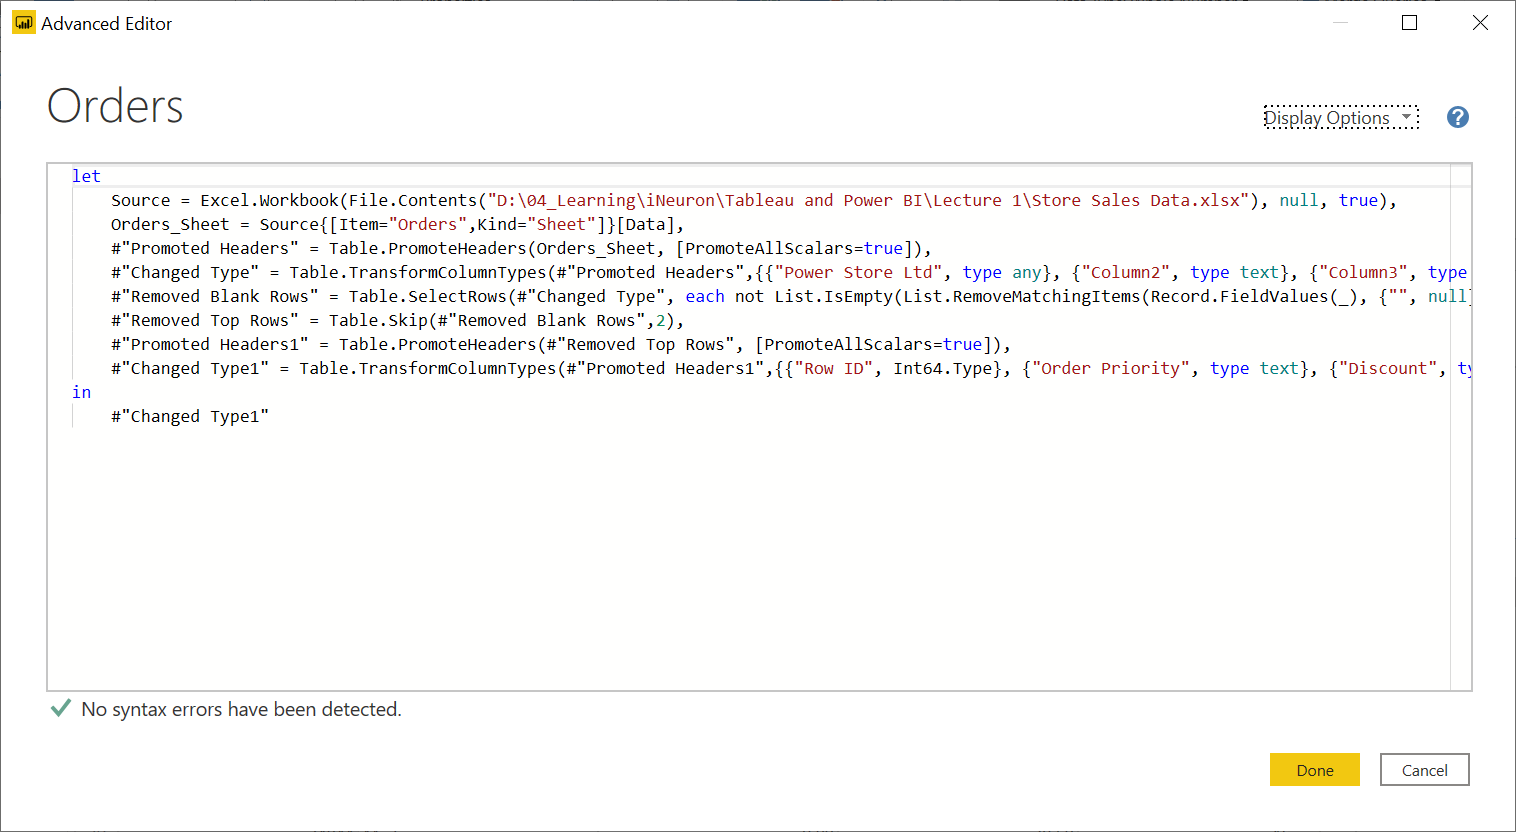 Advanced Editor
Orders
Display Options
let
Source = Excel.Workbook(File.Contents("D:\04_Learning\iNeuron\Tableau and Power BI\Lecture 1\Store Sales Data.xlsx"), null, true),
Orders_Sheet = Source{[Item="Orders",Kind="Sheet"]}[Data],
#"Promoted Headers" = Table.PromoteHeaders(Orders_Sheet, [PromoteAllScalars=true]),
#"Changed Type" = Table.TransformColumnTypes(#"Promoted Headers",{{"Power Store Ltd", type any}, {"Column2", type text}, {"Column3", type
#"Removed Blank Rows" = Table.SelectRows(#"Changed Type", each not List.IsEmpty(List.RemoveMatchingItems(Record.FieldValues(_), {"", null
#"Removed Top Rows" = Table.Skip(#"Removed Blank Rows",2),
#"Promoted Headers1" = Table.PromoteHeaders(#"Removed Top Rows", [PromoteAllScalars=true]),
#"Changed Type1" = Table.TransformColumnTypes(#"Promoted Headers1",{{"Row ID", Int64.Type}, {"Order Priority", type text}, {"Discount",
in
#"Changed Type1"
No syntax errors have been detected.
Done
Cancel